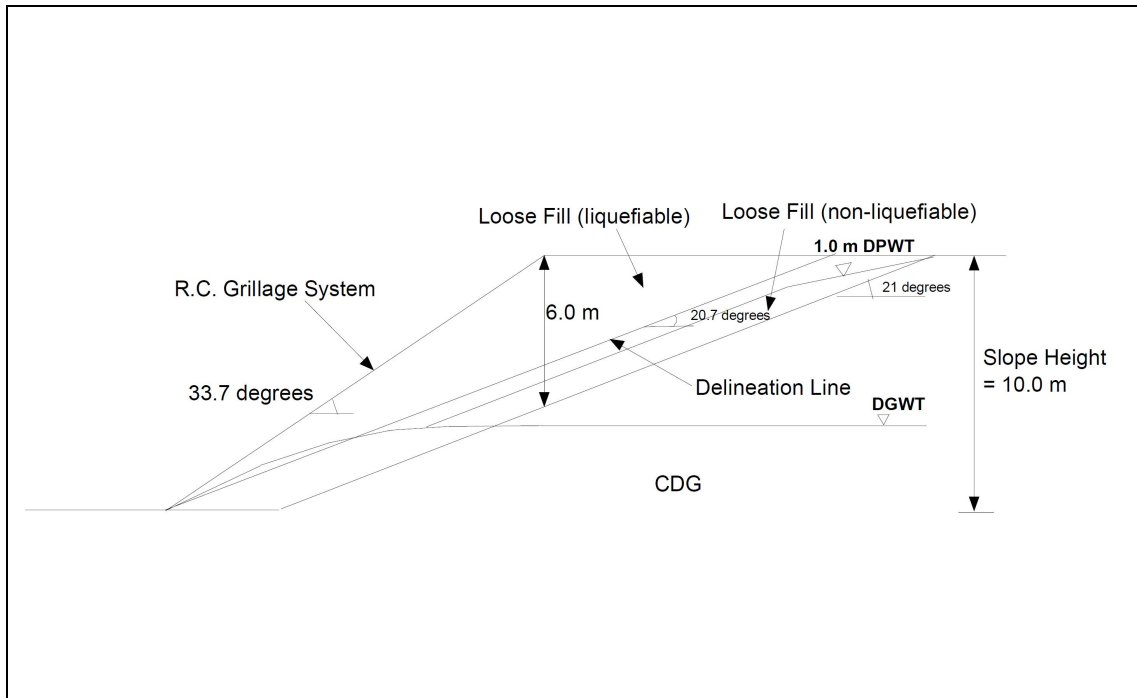 Loose Fill (liquefiable)
Loose Fill (non-liquefiable)
1.0 m DPWT
R.C. Grillage System
21 degrees
6.0 m
20.7 degrees
Slope Height
= 10.0 m
33.7 degrees
Delineation Line
DGWT
CDG